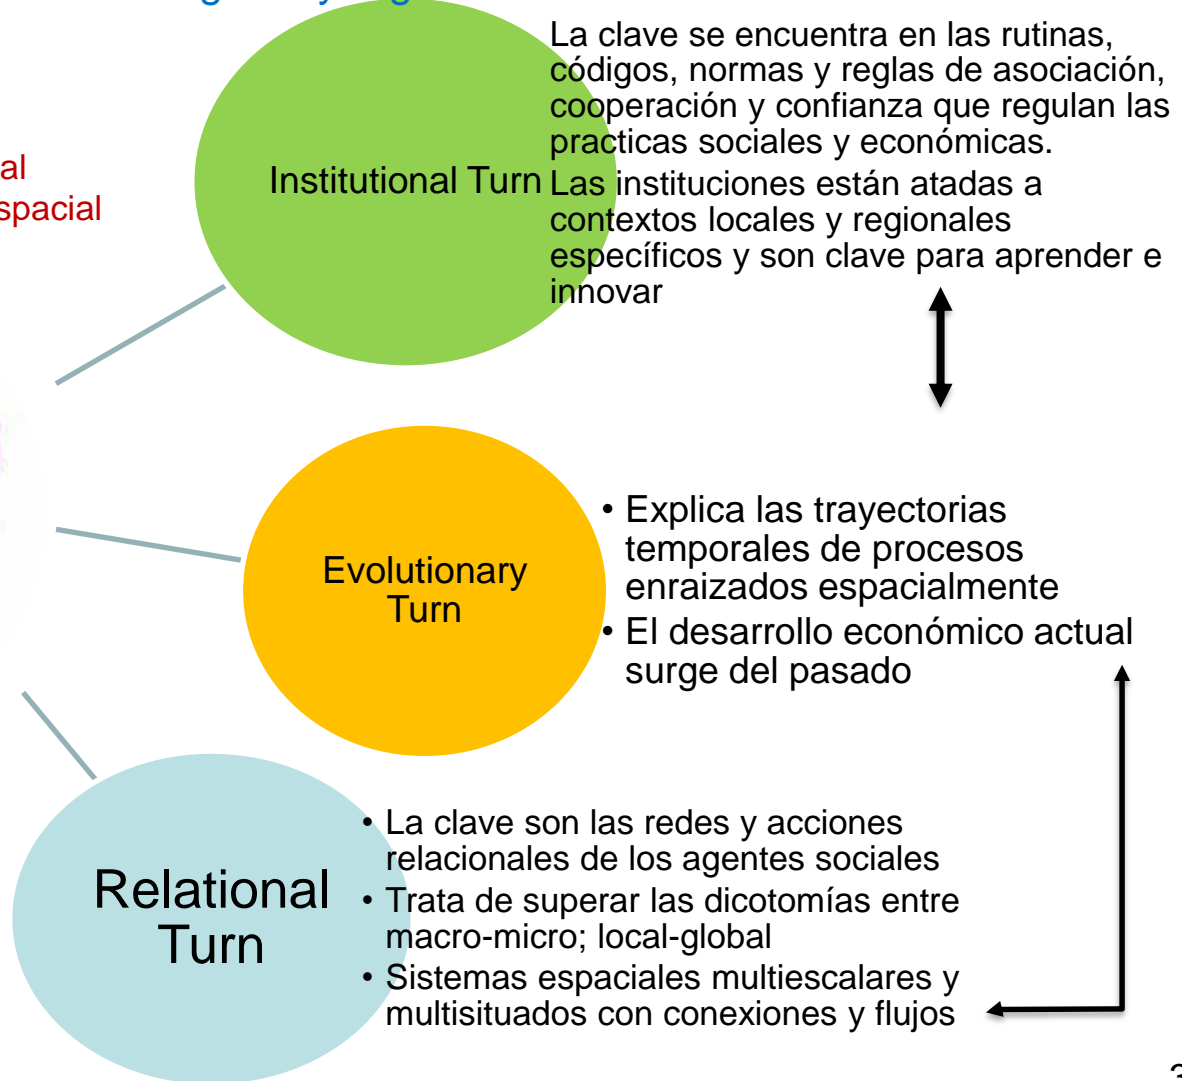 La clave se encuentra en las rutinas,
códigos, normas y reglas de asociación,
cooperación y confianza que regulan las
practicas sociales y económicas.
Las instituciones están atadas a
contextos locales y regionales
específicos y son clave para aprender e
innovar
Institutional Turn
Evolutionary
Turn
• Explica las trayectorias
temporales de procesos
enraizados espacialmente
• El desarrollo económico actual
surge del pasado
Relational
Turn
• La clave son las redes y acciones
relacionales de los agentes sociales
• Trata de superar las dicotomías entre
macro-micro; local-global
• Sistemas espaciales multiescalares y
multisituados con conexiones y flujos